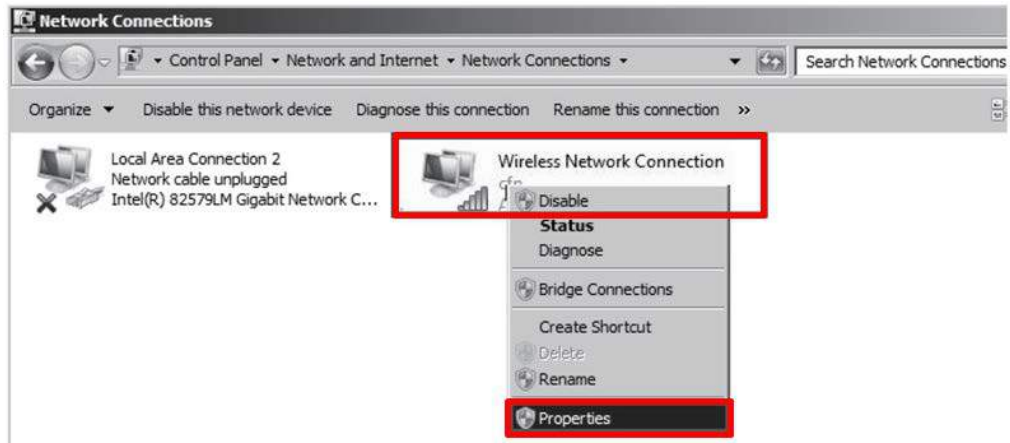 Network Connections
Control Panel Network and Internet Network Connections
Search Network Connections
Organize Disable this network device Diagnose this connection Rename this connection »
Local Area Connection 2
Network cable unplugged
Intel(R) 82579LM Gigabit Network C...
Wireless Network Connection
Disable
Status
Diagnose
Bridge Connections
Create Shortcut
Delete
Rename
Properties